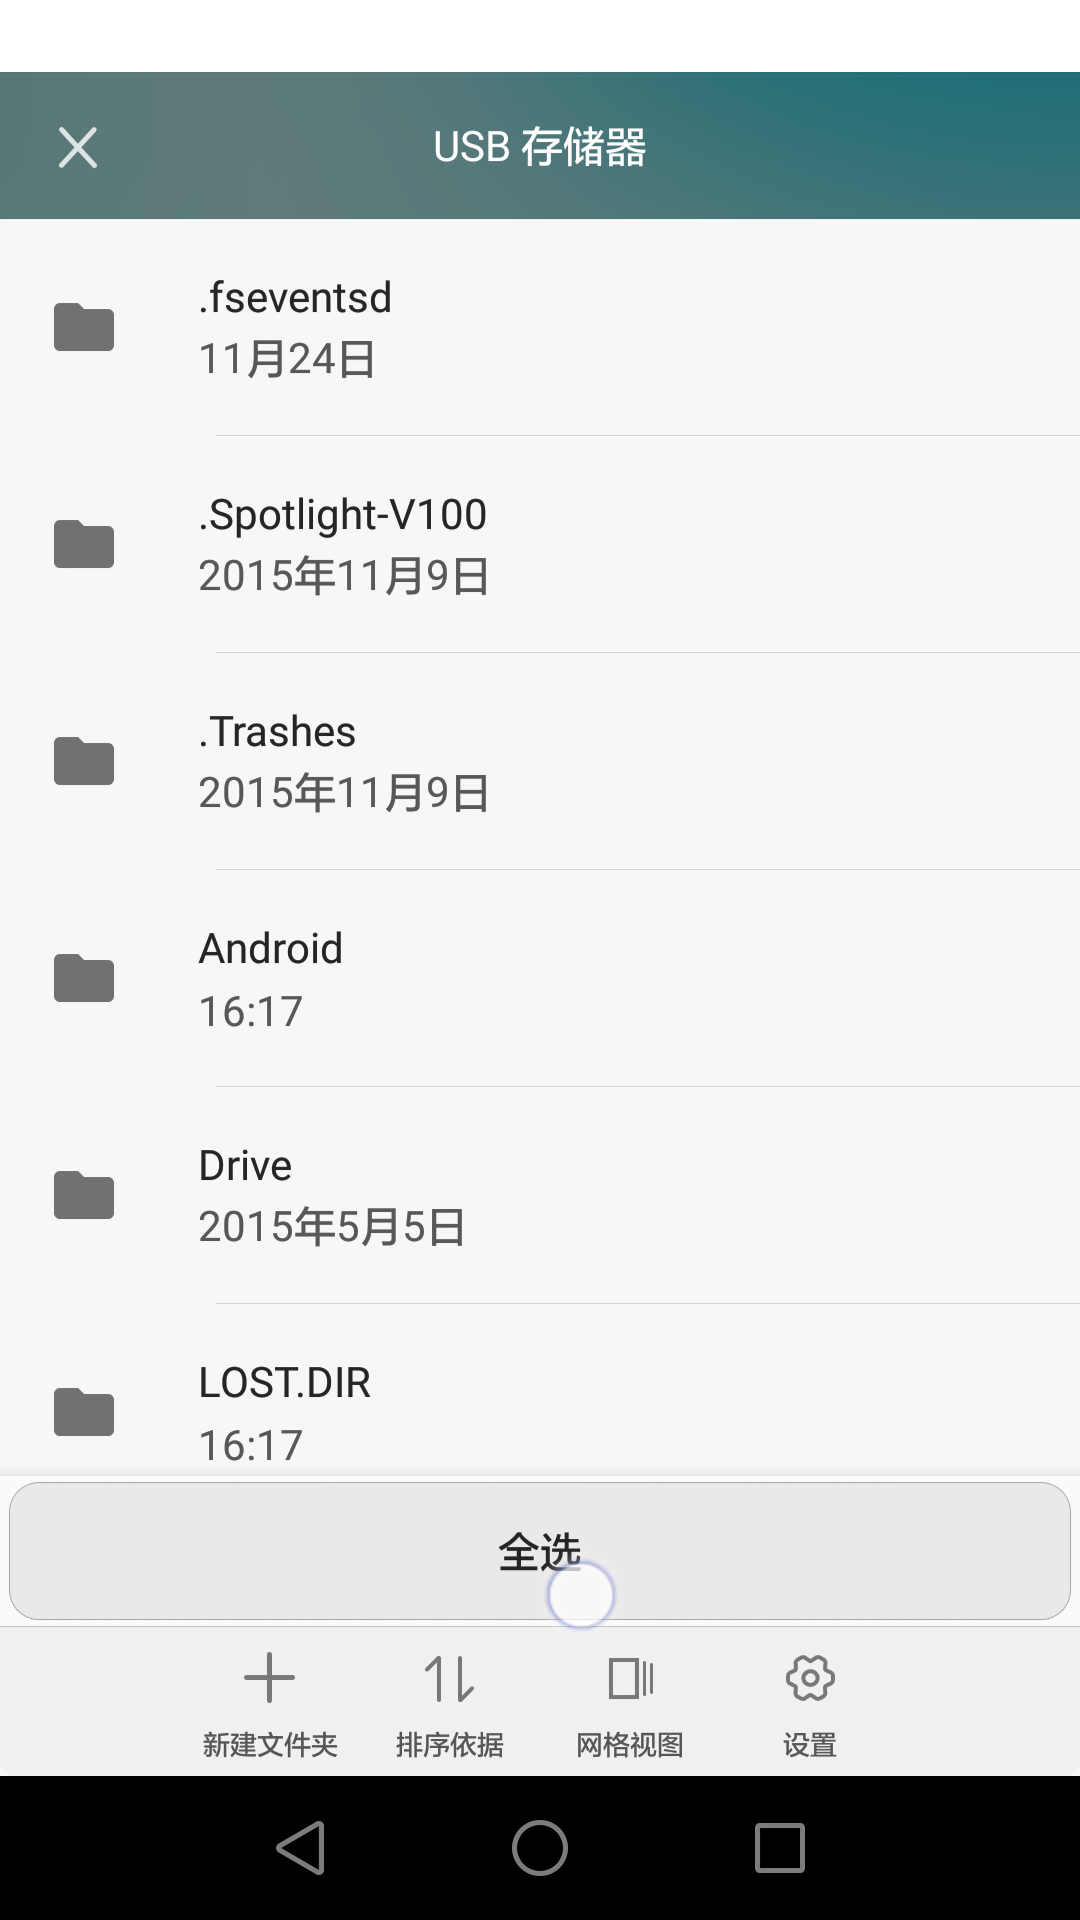 USB 存储器
.fseventsd
11月24日
.Spotlight-V100
2015年11月9日
.Trashes
2015年11月9日
Android
16:17
Drive
2015年5月5日
LOST.DIR
16:17
全选
新建文件夹
排序依据
网格视图
设置